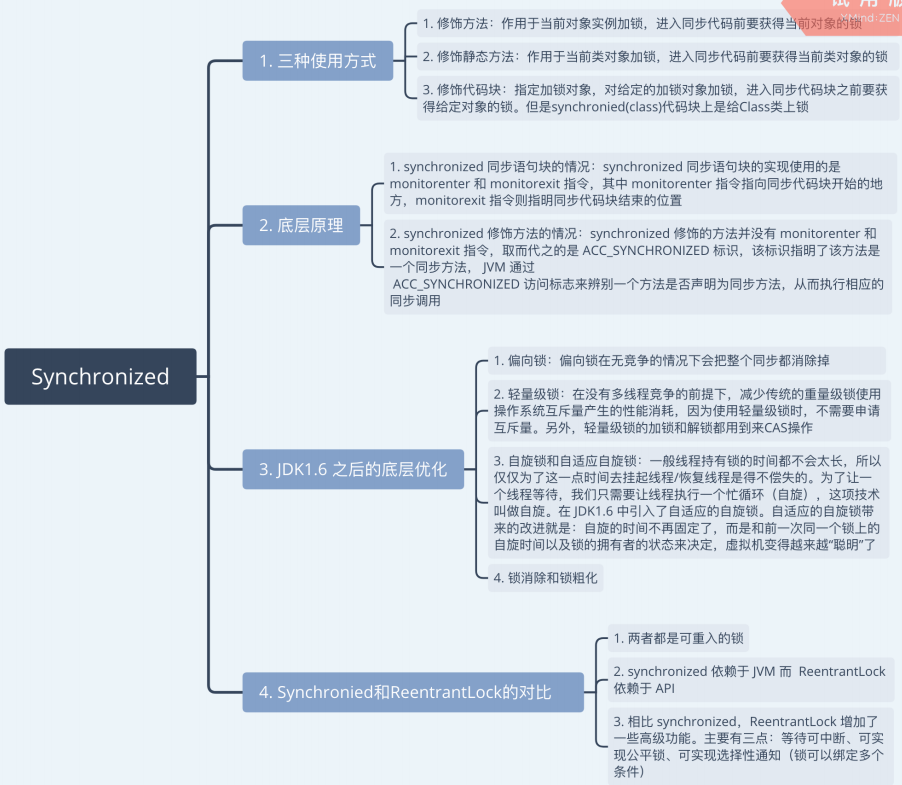 试用版
XMind:ZEN
1. 修饰方法：作用于当前对象实例加锁，进入同步代码前要获得当前对象的锁
1. 三种使用方式
2. 修饰静态方法：作用于当前类对象加锁，进入同步代码前要获得当前类对象的锁
3. 修饰代码块：指定加锁对象，对给定的加锁对象加锁，进入同步代码块之前要获
得给定对象的锁。但是synchronied(class)代码块上是给Class类上锁
1. synchronized 同步语句块的情况：synchronized 同步语句块的实现使用的是
monitorenter 和 monitorexit 指令，其中 monitorenter 指令指向同步代码块开始的地
方，monitorexit 指令则指明同步代码块结束的位置
2. 底层原理
2. synchronized 修饰方法的情况：synchronized 修饰的方法并没有 monitorenter 和
monitorexit 指令，取而代之的是 ACC_SYNCHRONIZED 标识，该标识指明了该方法是
一个同步方法， JVM 通过
ACC_SYNCHRONIZED 访问标志来辨别一个方法是否声明为同步方法，从而执行相应的
同步调用
Synchronized
1. 偏向锁：偏向锁在无竞争的情况下会把整个同步都消除掉
2. 轻量级锁：在没有多线程竞争的前提下，减少传统的重量级锁使用
操作系统互斥量产生的性能消耗，因为使用轻量级锁时，不需要申请
互斥量。另外，轻量级锁的加锁和解锁都用到来CAS操作
3. JDK1.6 之后的底层优化
3. 自旋锁和自适应自旋锁：一般线程持有锁的时间都不会太长，所以
仅仅为了这一点时间去挂起线程/恢复线程是得不偿失的。为了让一
个线程等待，我们只需要让线程执行一个忙循环（自旋），这项技术
叫做自旋。在 JDK1.6 中引入了自适应的自旋锁。自适应的自旋锁带
来的改进就是：自旋的时间不再固定了，而是和前一次同一个锁上的
自旋时间以及锁的拥有者的状态来决定，虚拟机变得越来越“聪明”了
4. 锁消除和锁粗化
4. Synchronied和ReentrantLock的对比
1. 两者都是可重入的锁
2. synchronized 依赖于 JVM 而 ReentrantLock
依赖于 API
3. 相比 synchronized，ReentrantLock 增加了
一些高级功能。主要有三点：等待可中断、可实
现公平锁、可实现选择性通知（锁可以绑定多个
条件）